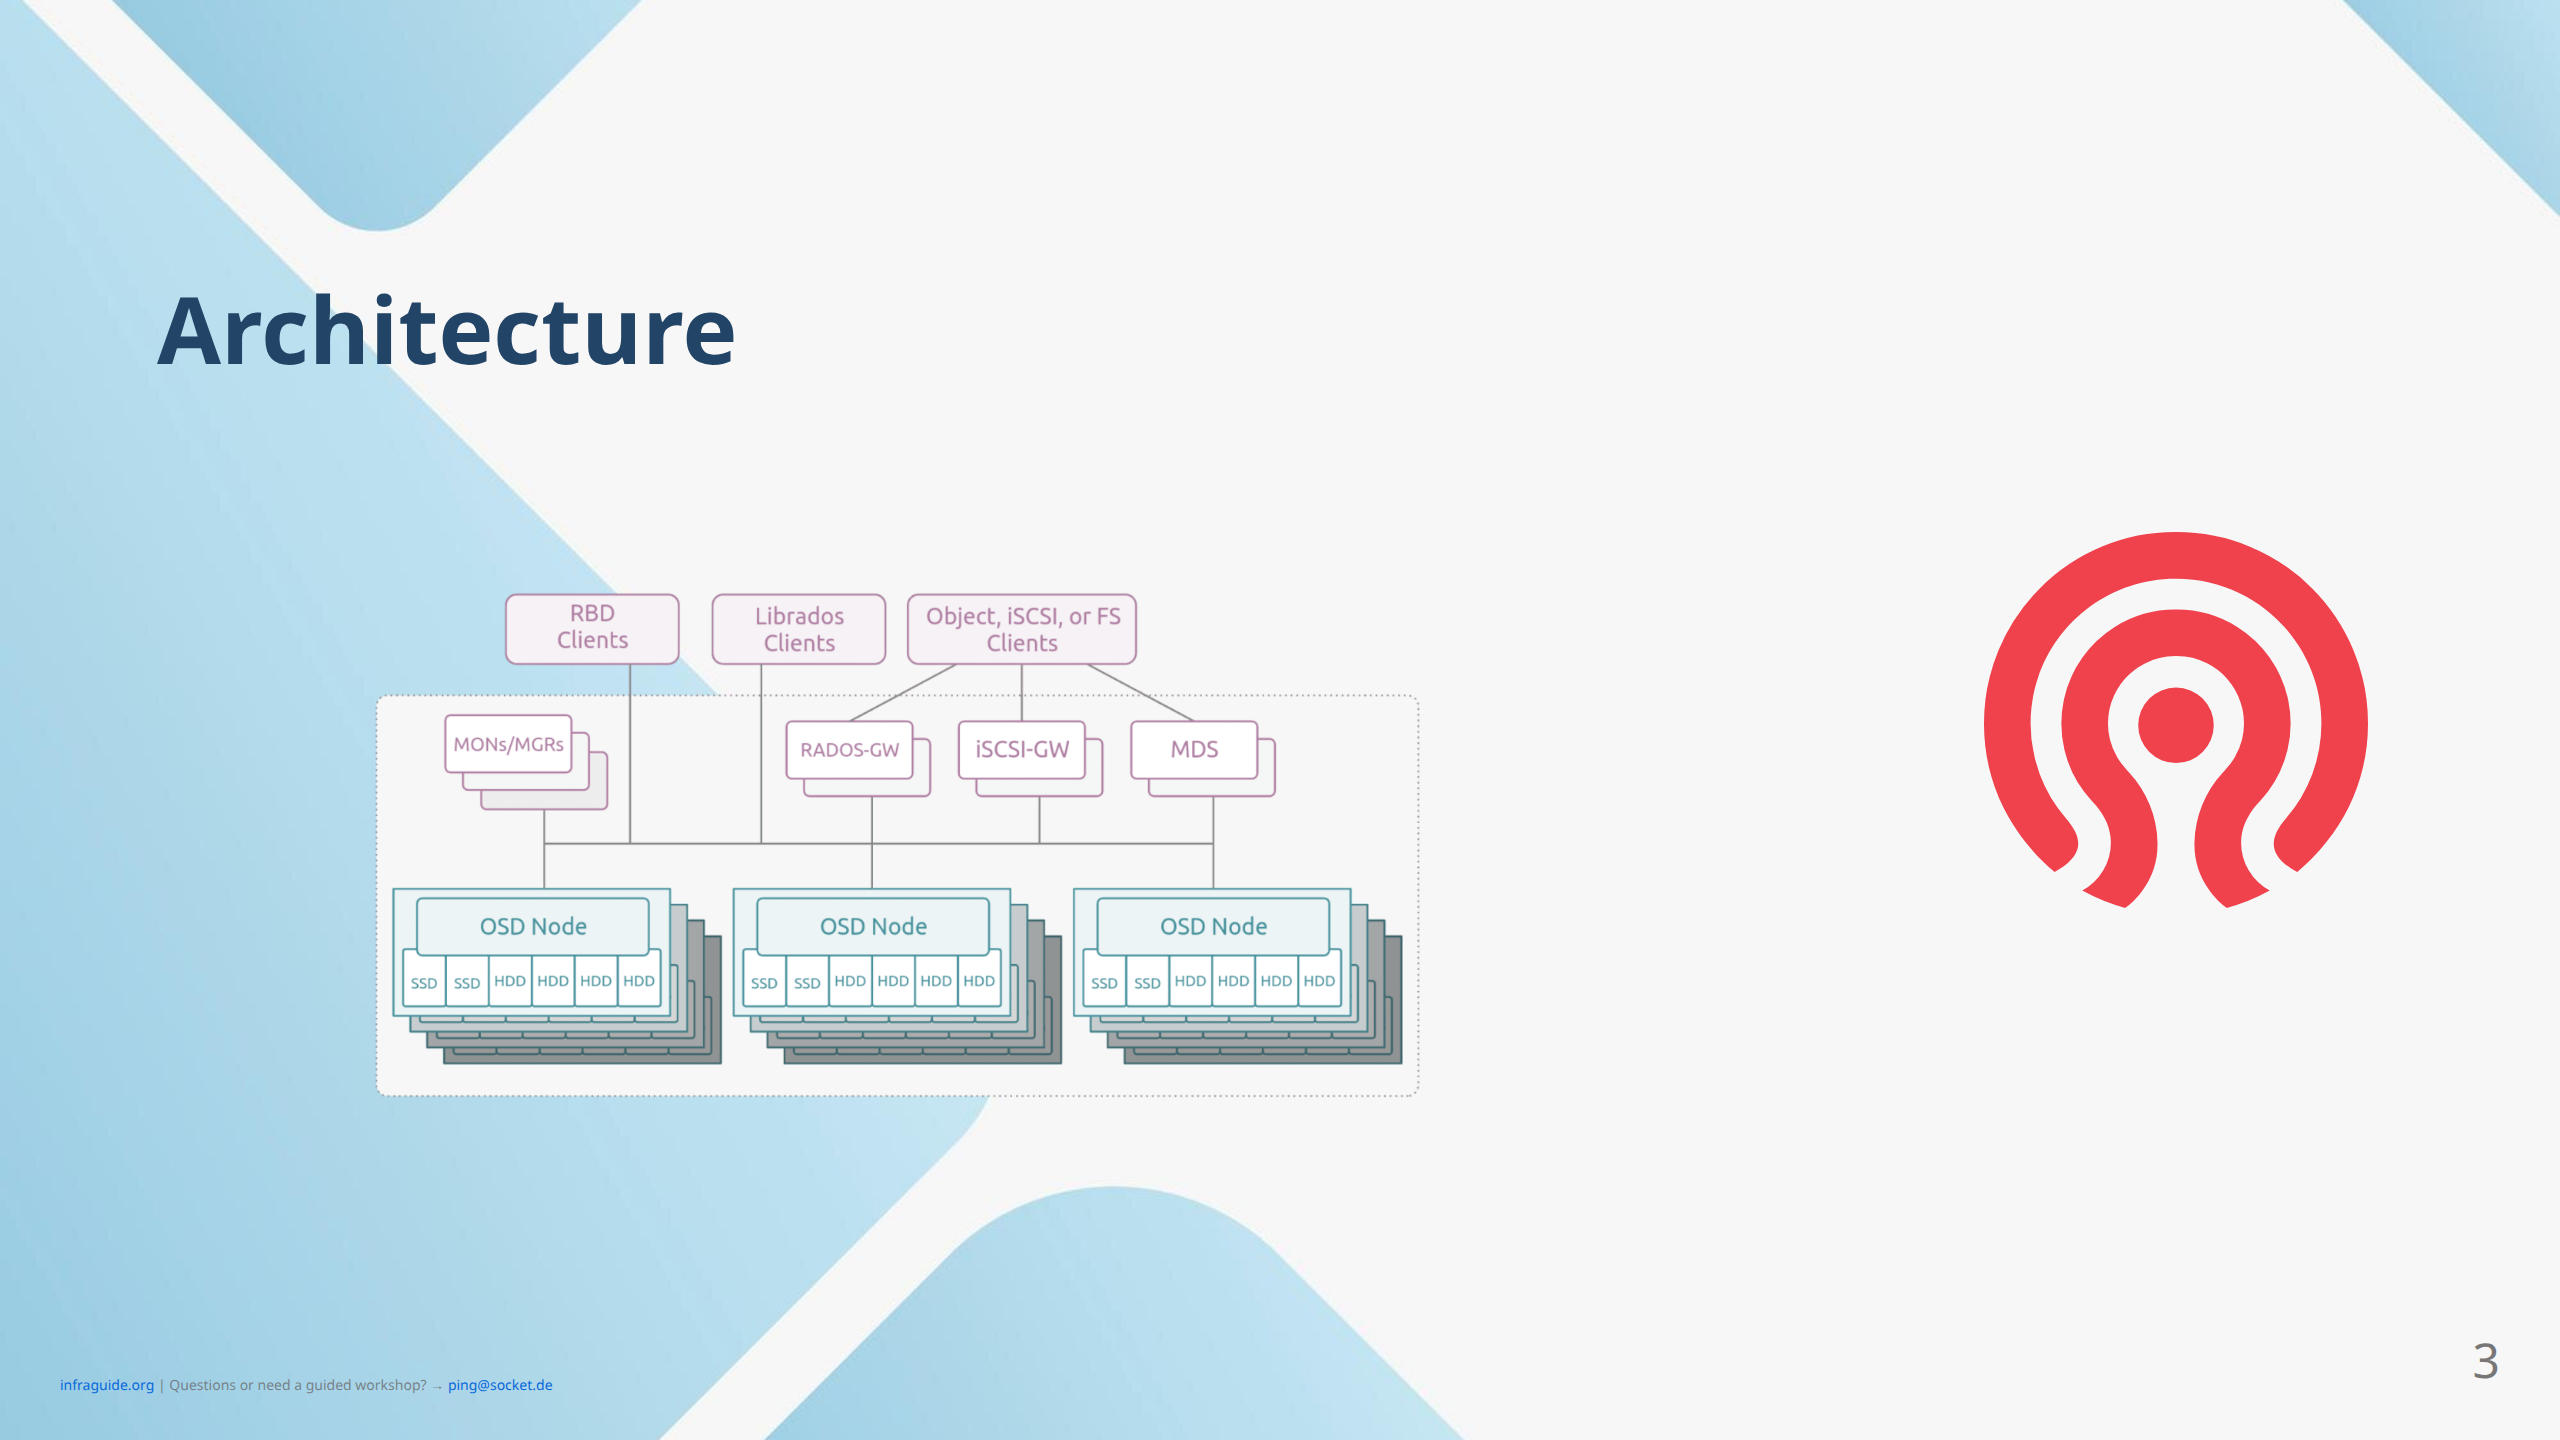 Architecture
RBD
Clients
Librados
Clients
Object, iSCSI, or FS
Clients
MONs/MGRs
RADOS-GW
iSCSI-GW
MDS
OSD Node
SSD SSD HDD HDD HDD HDD
OSD Node
SSD SSD HDD HDD HDD HDD
OSD Node
SSD SSD HDD HDD HDD HDD
infraguide.org | Questions or need a guided workshop? → ping@socket.de
3